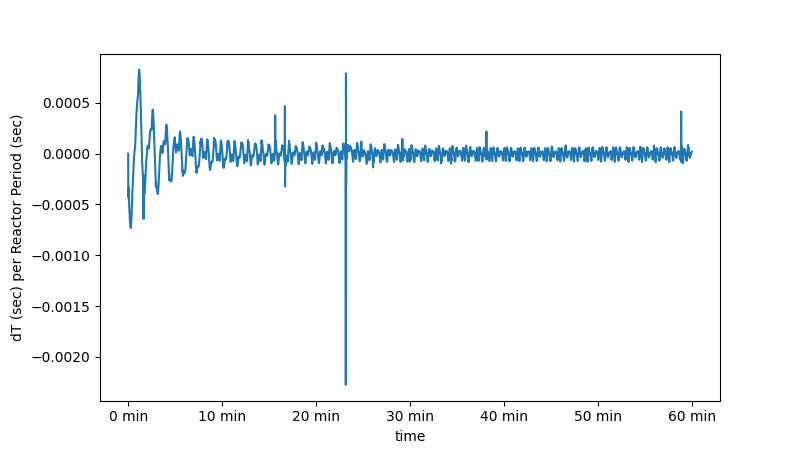 0.0005
0.0000
−0.0005
−0.0010
−0.0015
−0.0020
dT (sec) per Reactor Period (sec)
0 min 10 min 20 min 30 min 40 min 50 min 60 min
time